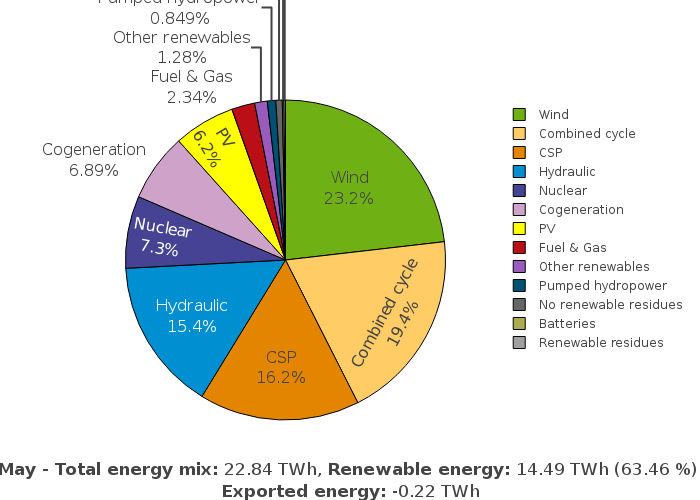 Pumped hydropower
0.849%
Other renewables
1.28%
Fuel & Gas
2.34%
Cogeneration
6.89%
PV
6.2%
Wind
23.2%
Nuclear
7.3%
Combined cycle
19.4%
Hydraulic
15.4%
CSP
16.2%
Wind
Combined cycle
CSP
Hydraulic
Nuclear
Cogeneration
PV
Fuel & Gas
Other renewables
Pumped hydropower
No renewable residues
Batteries
Renewable residues
May - Total energy mix: 22.84 TWh, Renewable energy: 14.49 TWh (63.46 %)
Exported energy: -0.22 TWh